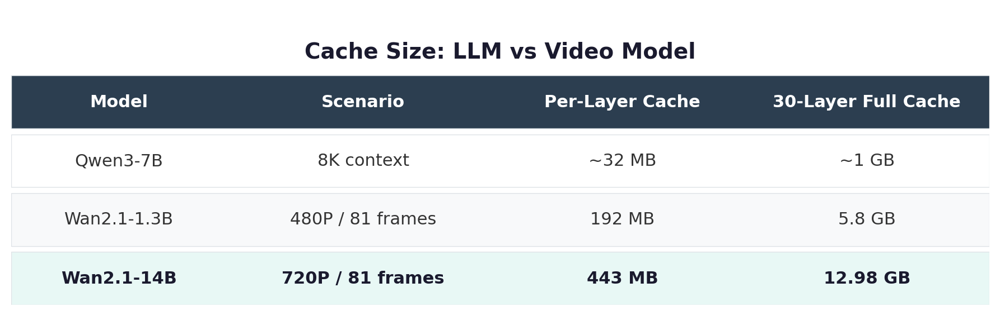 Cache Size: LLM vs Video Model
Model Scenario Per-Layer Cache 30-Layer Full Cache
Qwen3-7B 8K context ~32 MB ~1 GB
Wan2.1-1.3B 480P / 81 frames 192 MB 5.8 GB
Wan2.1-14B 720P / 81 frames 443 MB 12.98 GB